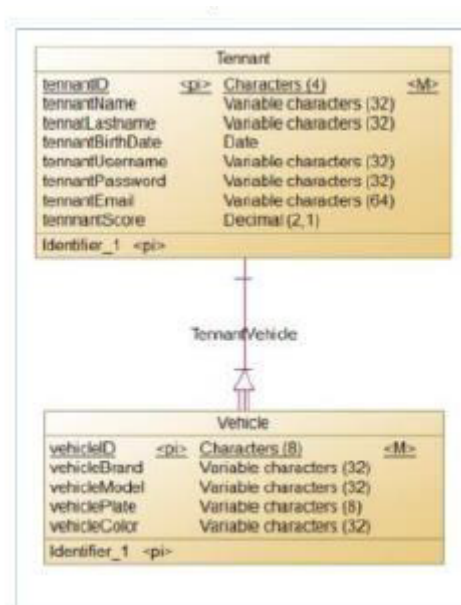 Tennant
tennantID <pi> Characters (4) <M>
tennantName Variable characters (32)
tennatLastname Variable characters (32)
tennantBirthDate Date
tennantUsername Variable characters (32)
tennantPassword Variable characters (32)
tennantEmail Variable characters (64)
tennnantScore Decimal (2,1)
Identifier_1 <pi>
TennantVehicle
Vehicle
vehicleID <pi> Characters (8) <M>
vehicleBrand Variable characters (32)
vehicleModel Variable characters (32)
vehiclePlate Variable characters (8)
vehicleColor Variable characters (32)
Identifier_1 <pi>